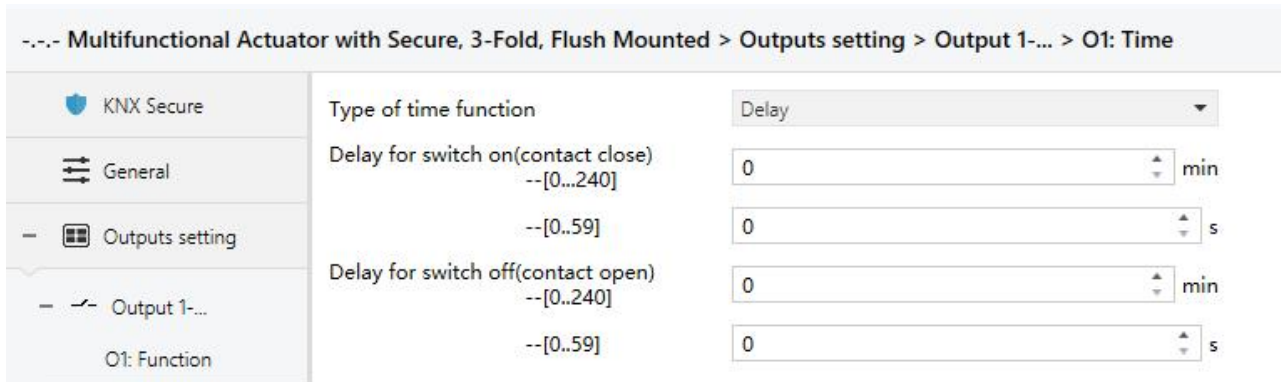 -.-.- Multifunctional Actuator with Secure, 3-Fold, Flush Mounted > Outputs setting > Output 1-... > O1: Time
KNX Secure
General
Outputs setting
Output 1-...
O1: Function
Type of time function Delay
Delay for switch on(contact close)
--[0...240] 0 min
--[0..59] 0 s
Delay for switch off(contact open)
--[0..240] 0 min
--[0..59] 0 s